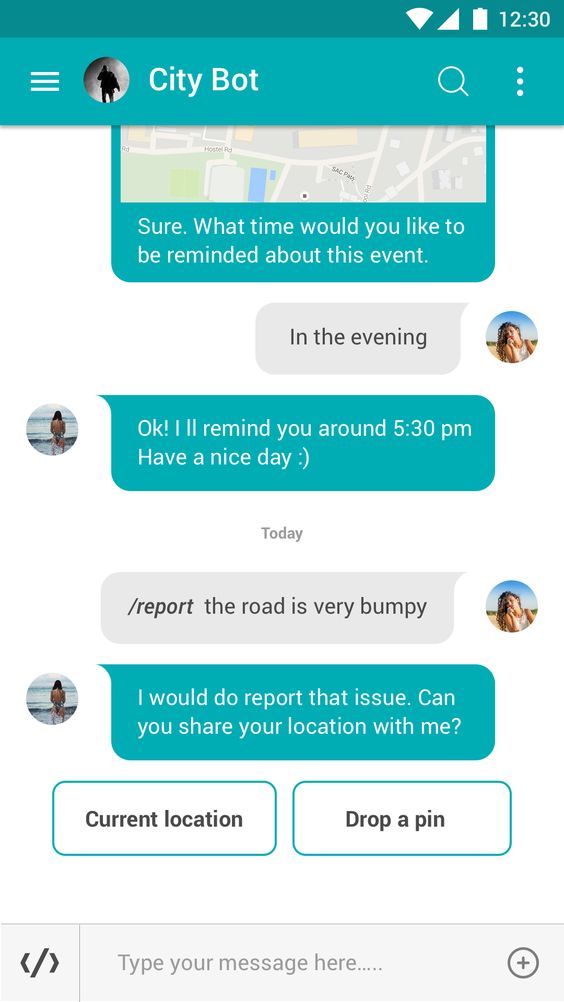 12:30
City Bot
Rd
Hostel Rd
SAC Path
Sure. What time would you like to
be reminded about this event.
In the evening
Ok! I ll remind you around 5:30 pm
Have a nice day :)
Today
/report the road is very bumpy
I would do report that issue. Can
you share your location with me?
Current location
Drop a pin
</> Type your message here.....